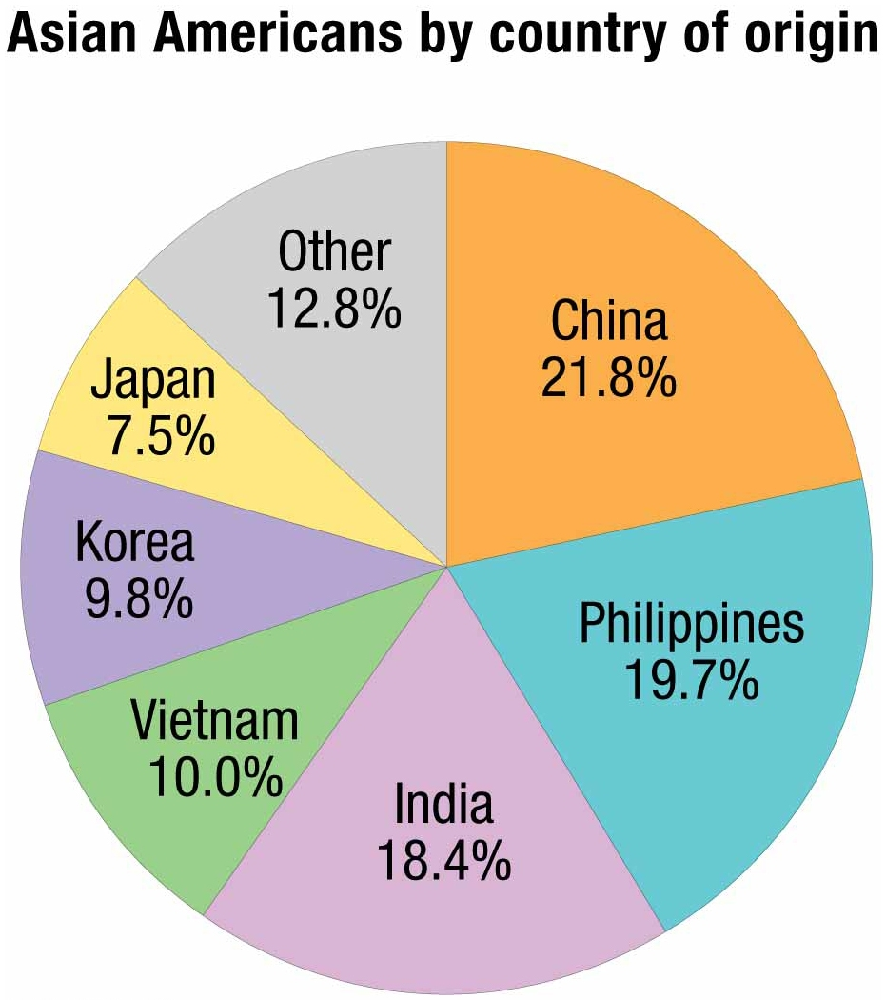 Asian Americans by country of origin
Other
12.8%
China
21.8%
Japan
7.5%
Korea
9.8%
Philippines
19.7%
Vietnam
10.0%
India
18.4%